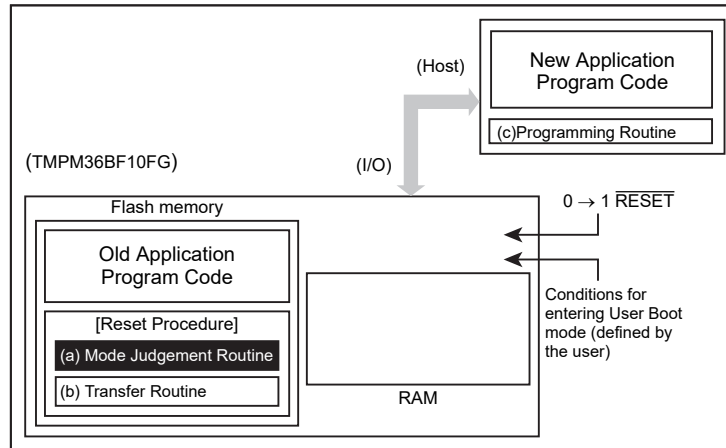 New Application
Program Code
(c)Programming Routine
(Host)
(TMPM36BF10FG)
(I/O)
Flash memory
0 → 1 RESET
Old Application
Program Code
[Reset Procedure]
(a) Mode Judgement Routine
(b) Transfer Routine
RAM
Conditions for
entering User Boot
mode (defined by
the user)